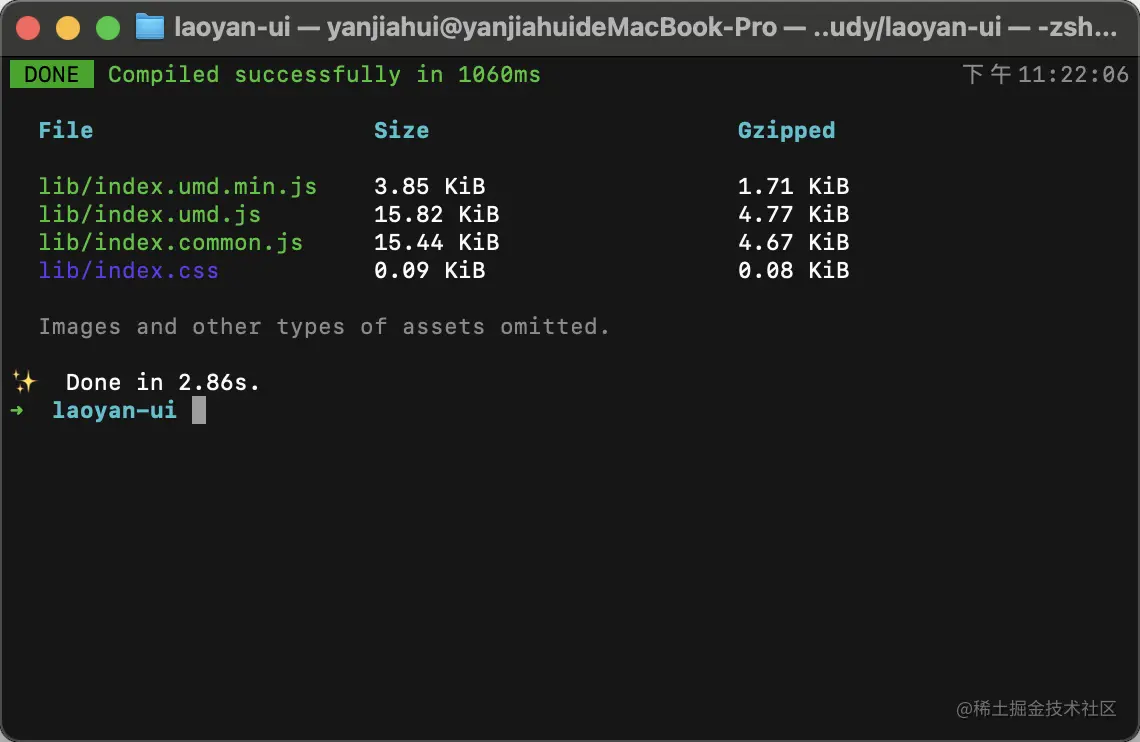 laoyan-ui — yanjiahui@yanjiahuideMacBook-Pro — ..udy/laoyan-ui — -zsh...
DONE Compiled successfully in 1060ms 下午11:22:06
File Size Gzipped
lib/index.umd.min.js 3.85 KiB 1.71 KiB
lib/index.umd.js 15.82 KiB 4.77 KiB
lib/index.common.js 15.44 KiB 4.67 KiB
lib/index.css 0.09 KiB 0.08 KiB
Images and other types of assets omitted.
✨ Done in 2.86s.
➜ laoyan-ui
@稀土掘金技术社区